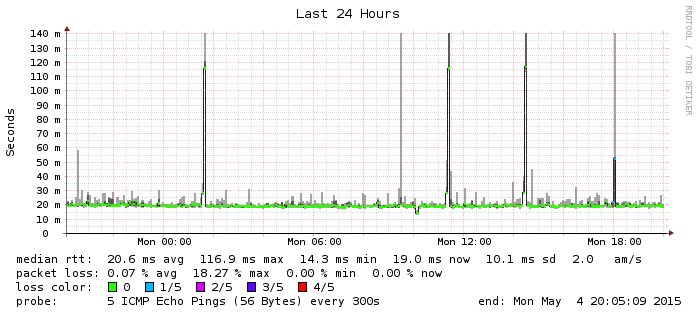 Last 24 Hours
RRDTOOL / TOBI OETIKER
Seconds
140 m
130 m
120 m
110 m
100 m
90 m
80 m
70 m
60 m
50 m
40 m
30 m
20 m
10 m
0
Mon 00:00 Mon 06:00 Mon 12:00 Mon 18:00
median rtt: 20.6 ms avg 116.9 ms max 14.3 ms min 19.0 ms now 10.1 ms sd 2.0 am/s
packet loss: 0.07 % avg 18.27 % max 0.00 % min 0.00 % now
loss color: 0 1/5 2/5 3/5 4/5
probe: 5 ICMP Echo Pings (56 Bytes) every 300s end: Mon May 4 20:05:09 2015